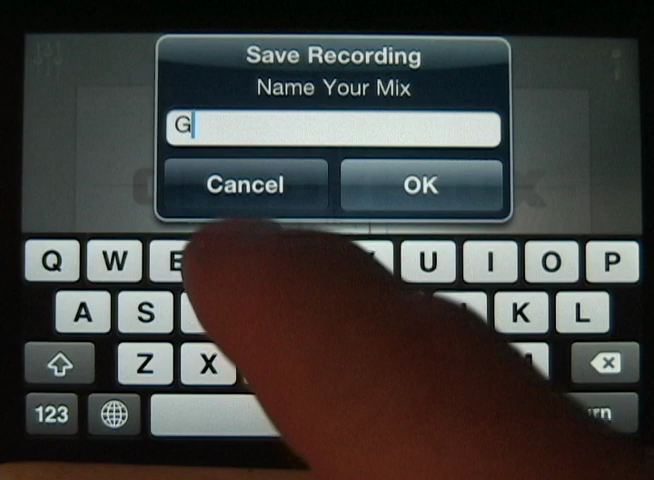 Save Recording
Name Your Mix
G
Cancel OK
Q W E U I O P
A S K L
Z X
123